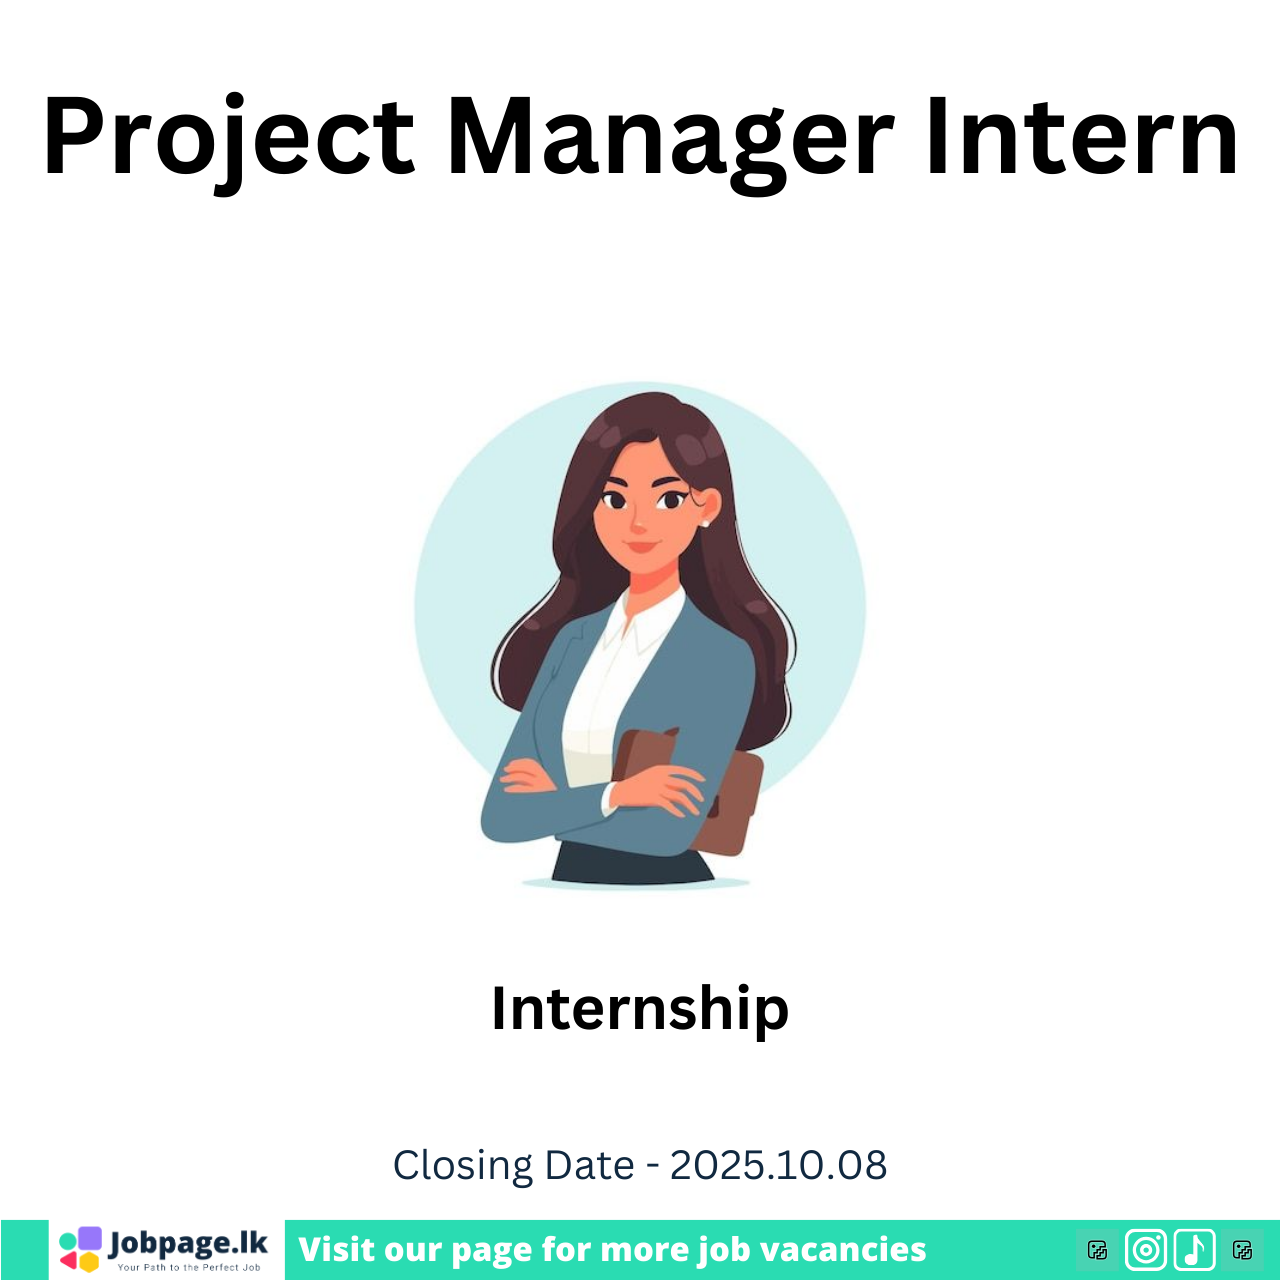 Project Manager Intern
Internship
Closing Date - 2025.10.08
Jobpage.lk
Your Path to the Perfect Job
Visit our page for more job vacancies